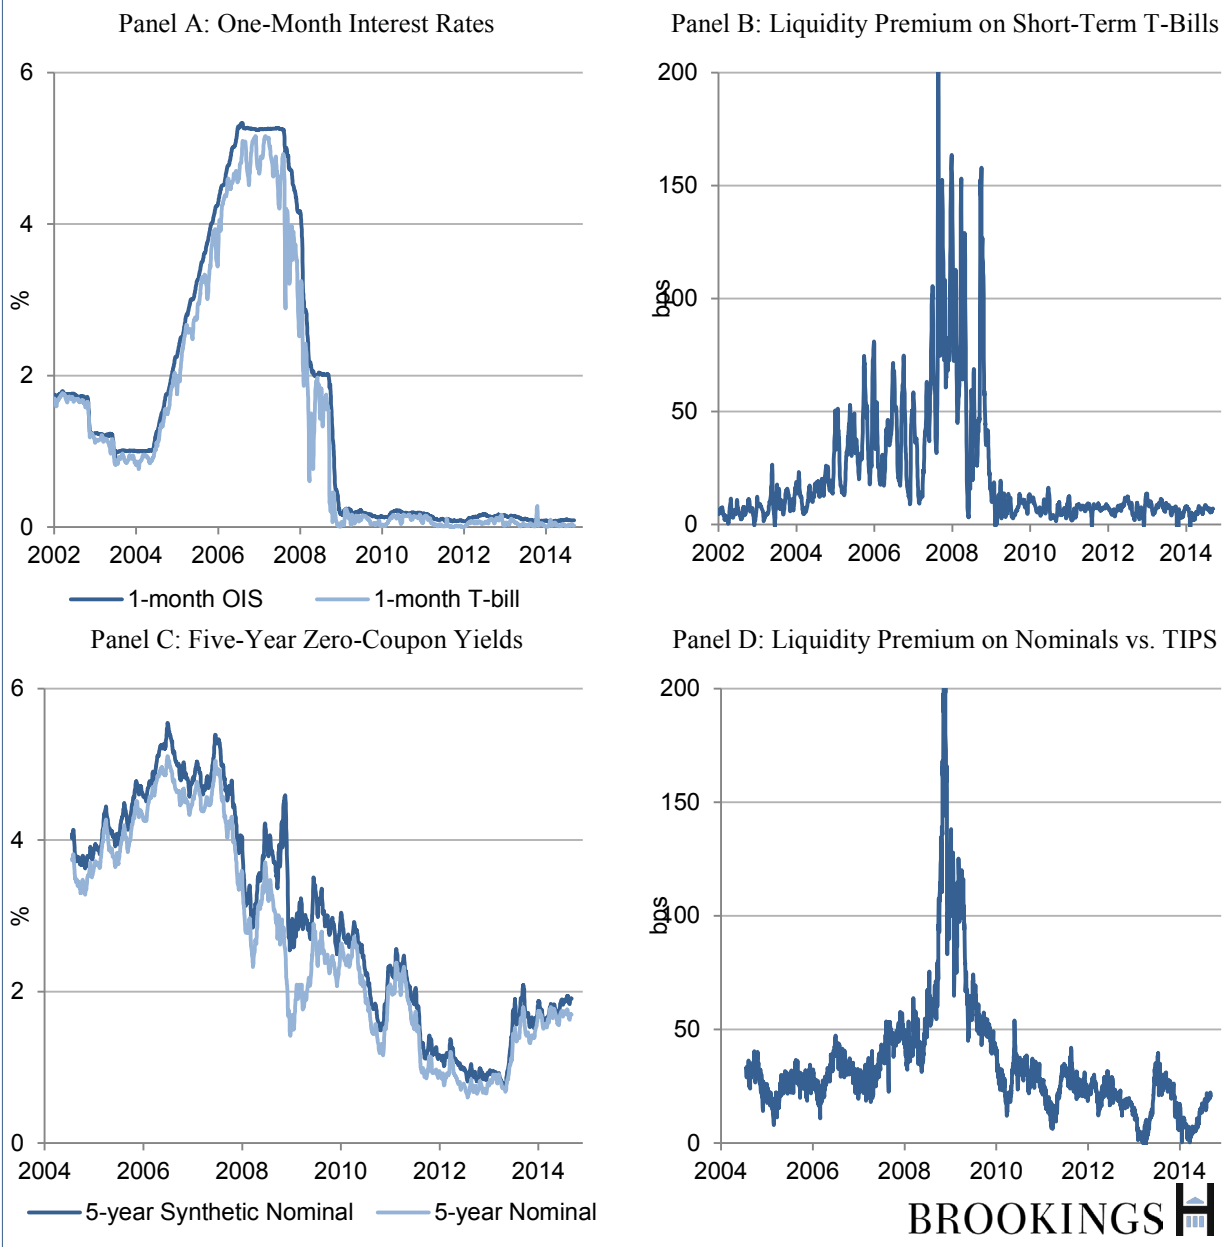 Panel A: One-Month Interest Rates
6
4
2
0
%
2002 2004 2006 2008 2010 2012 2014
1-month OIS 1-month T-bill
Panel B: Liquidity Premium on Short-Term T-Bills
200
150
100
50
0
bps
2002 2004 2006 2008 2010 2012 2014
Panel C: Five-Year Zero-Coupon Yields
6
4
2
0
%
2004 2006 2008 2010 2012 2014
5-year Synthetic Nominal 5-year Nominal
Panel D: Liquidity Premium on Nominals vs. TIPS
200
150
100
50
0
bps
2004 2006 2008 2010 2012 2014
BROOKINGS